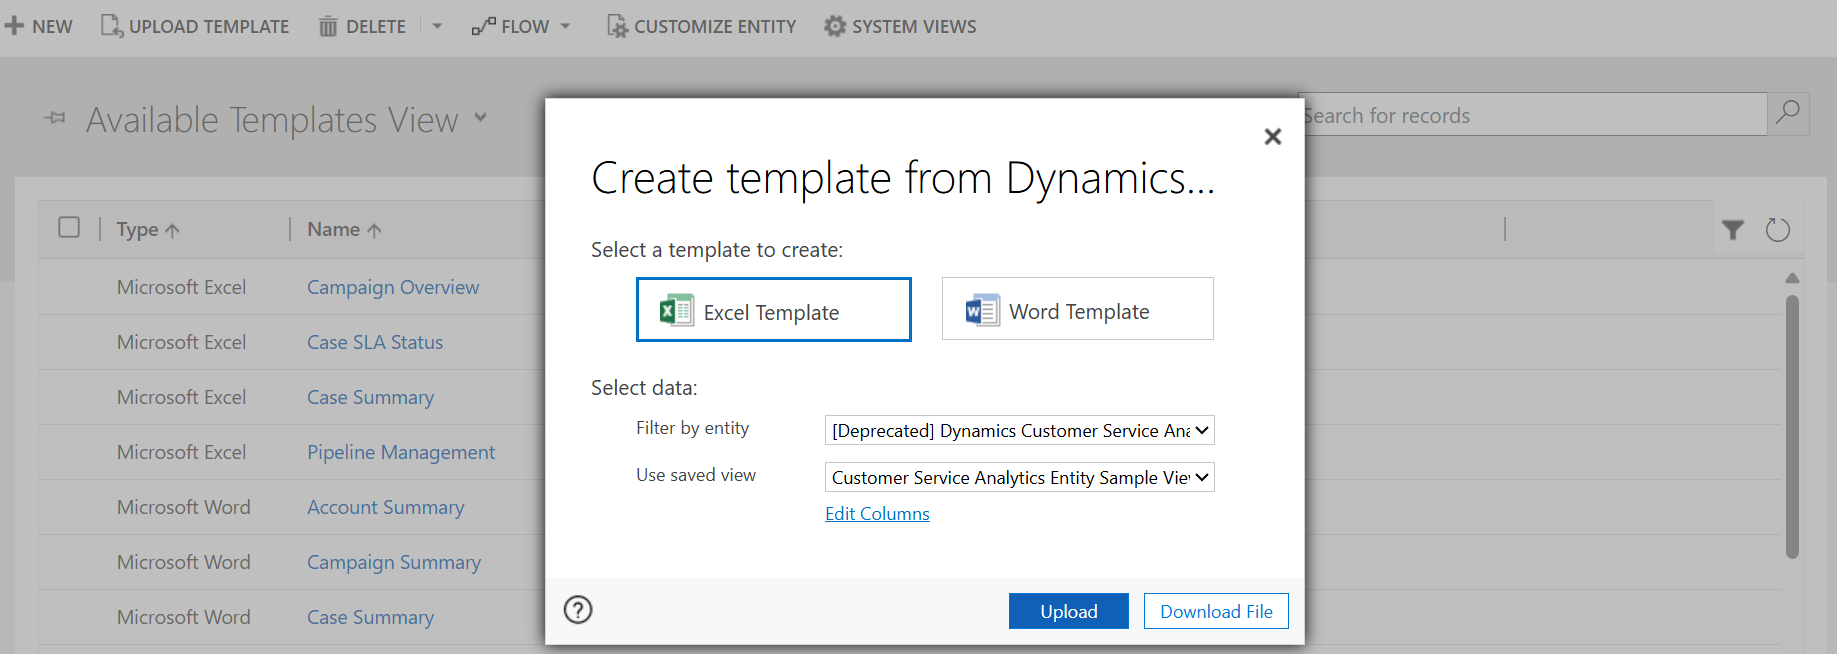 NEW UPLOAD TEMPLATE DELETE FLOW CUSTOMIZE ENTITY SYSTEM VIEWS
Available Templates View
Search for records
Type Name
Microsoft Excel Campaign Overview
Microsoft Excel Case SLA Status
Microsoft Excel Case Summary
Microsoft Excel Pipeline Management
Microsoft Word Account Summary
Microsoft Word Campaign Summary
Microsoft Word Case Summary
Create template from Dynamics...
Select a template to create:
Excel Template Word Template
Select data:
Filter by entity [Deprecated] Dynamics Customer Service Ana
Use saved view Customer Service Analytics Entity Sample Vie
Edit Columns
? Upload Download File